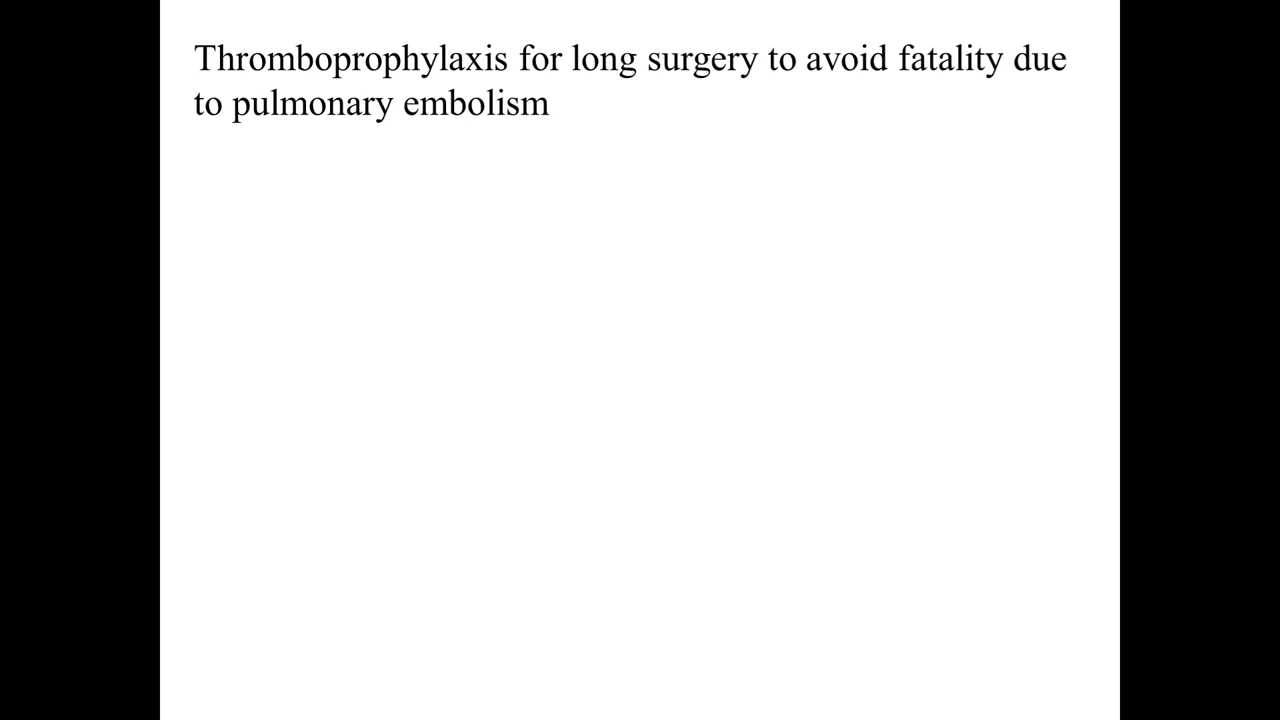 Thromboprophylaxis for long surgery to avoid fatality due
to pulmonary embolism